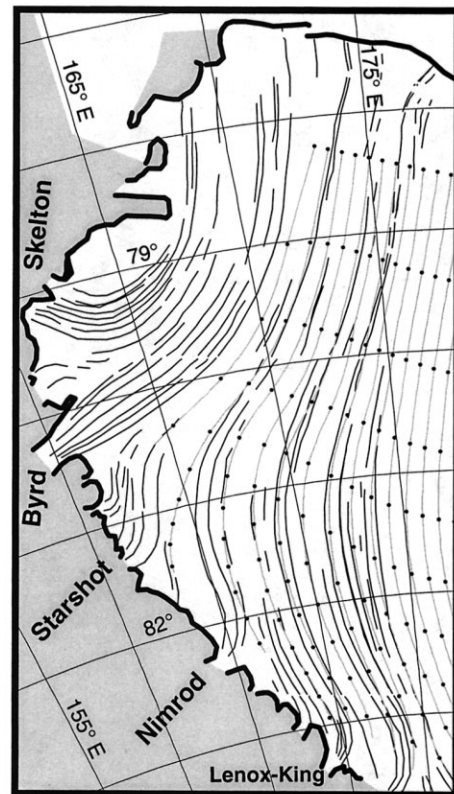 165° E
175° E
Skelton
79°
Byrd
Starshot
82°
Nimrod
155° E
Lenox-King